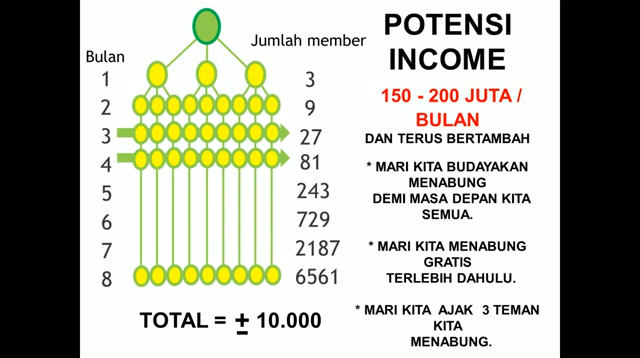 Bulan
Jumlah member
1 3
2 9
3 27
4 81
5 243
6 729
7 2187
8 6561
TOTAL = ± 10.000
POTENSI
INCOME
150 - 200 JUTA /
BULAN
DAN TERUS BERTAMBAH
* MARI KITA BUDAYAKAN
MENABUNG
DEMI MASA DEPAN KITA
SEMUA.
* MARI KITA MENABUNG
GRATIS
TERLEBIH DAHULU.
* MARI KITA AJAK 3 TEMAN
KITA
MENABUNG.